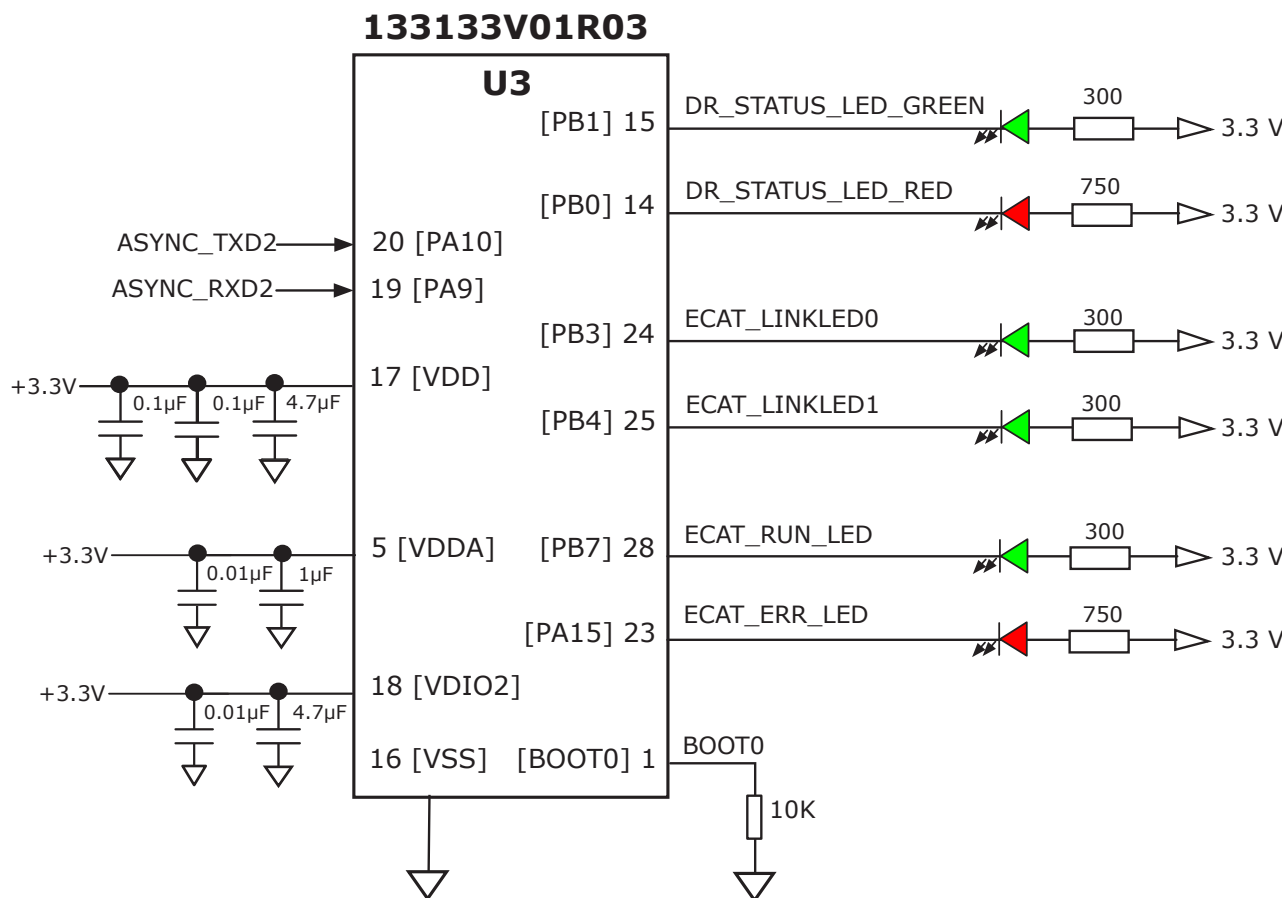 133133V01R03
U3
[PB1] 15
DR_STATUS_LED_GREEN
300
3.3 V
[PB0] 14
DR_STATUS_LED_RED
750
3.3 V
ASYNC_TXD2
20 [PA10]
ASYNC_RXD2
19 [PA9]
[PB3] 24
ECAT_LINKLED0
300
3.3 V
+3.3V
0.1µF
0.1µF
4.7µF
17 [VDD]
[PB4] 25
ECAT_LINKLED1
300
3.3 V
+3.3V
0.01µF
1µF
5 [VDDA]
[PB7] 28
ECAT_RUN_LED
300
3.3 V
[PA15] 23
ECAT_ERR_LED
750
3.3 V
+3.3V
0.01µF
4.7µF
18 [VDIO2]
16 [VSS]
[BOOT0] 1
BOOT0
10K